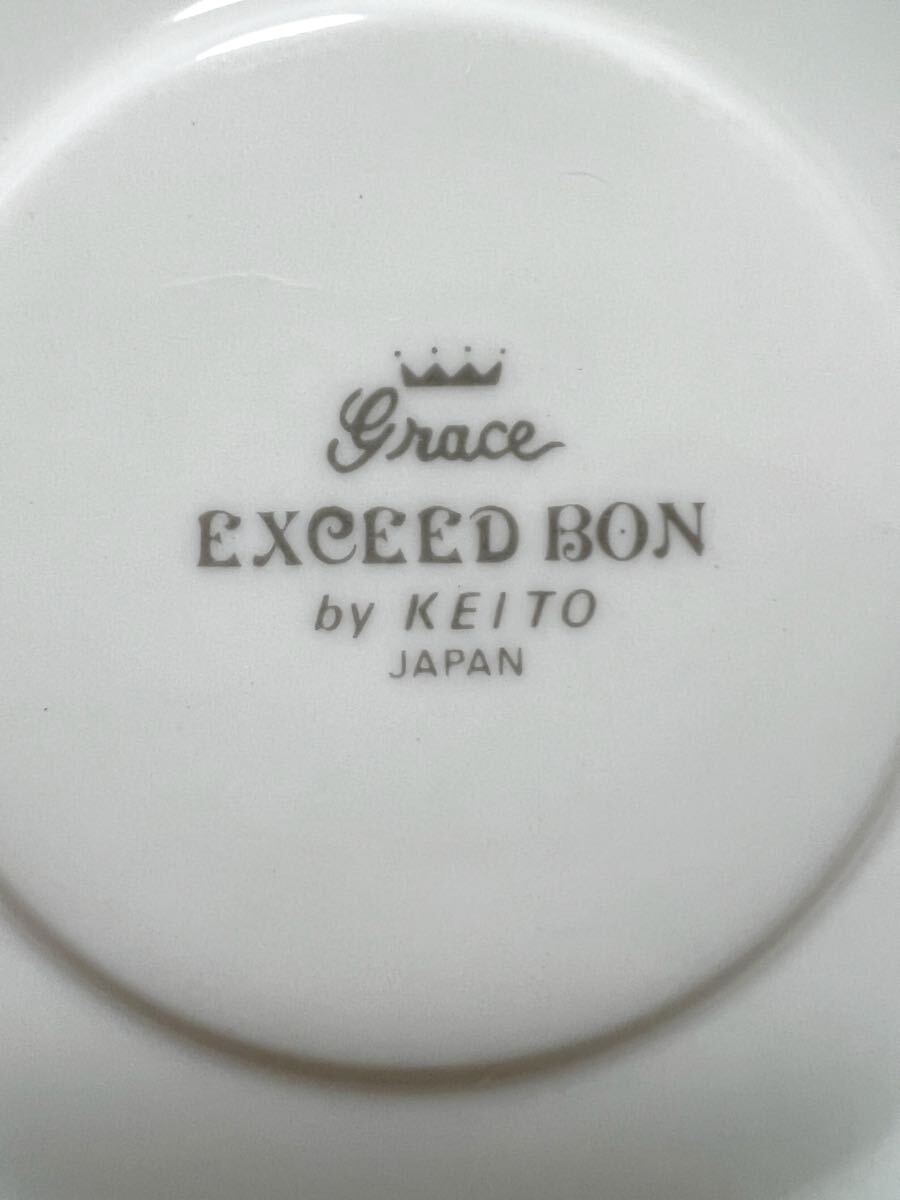 Grace
EXCEED BON
by KEITO
JAPAN